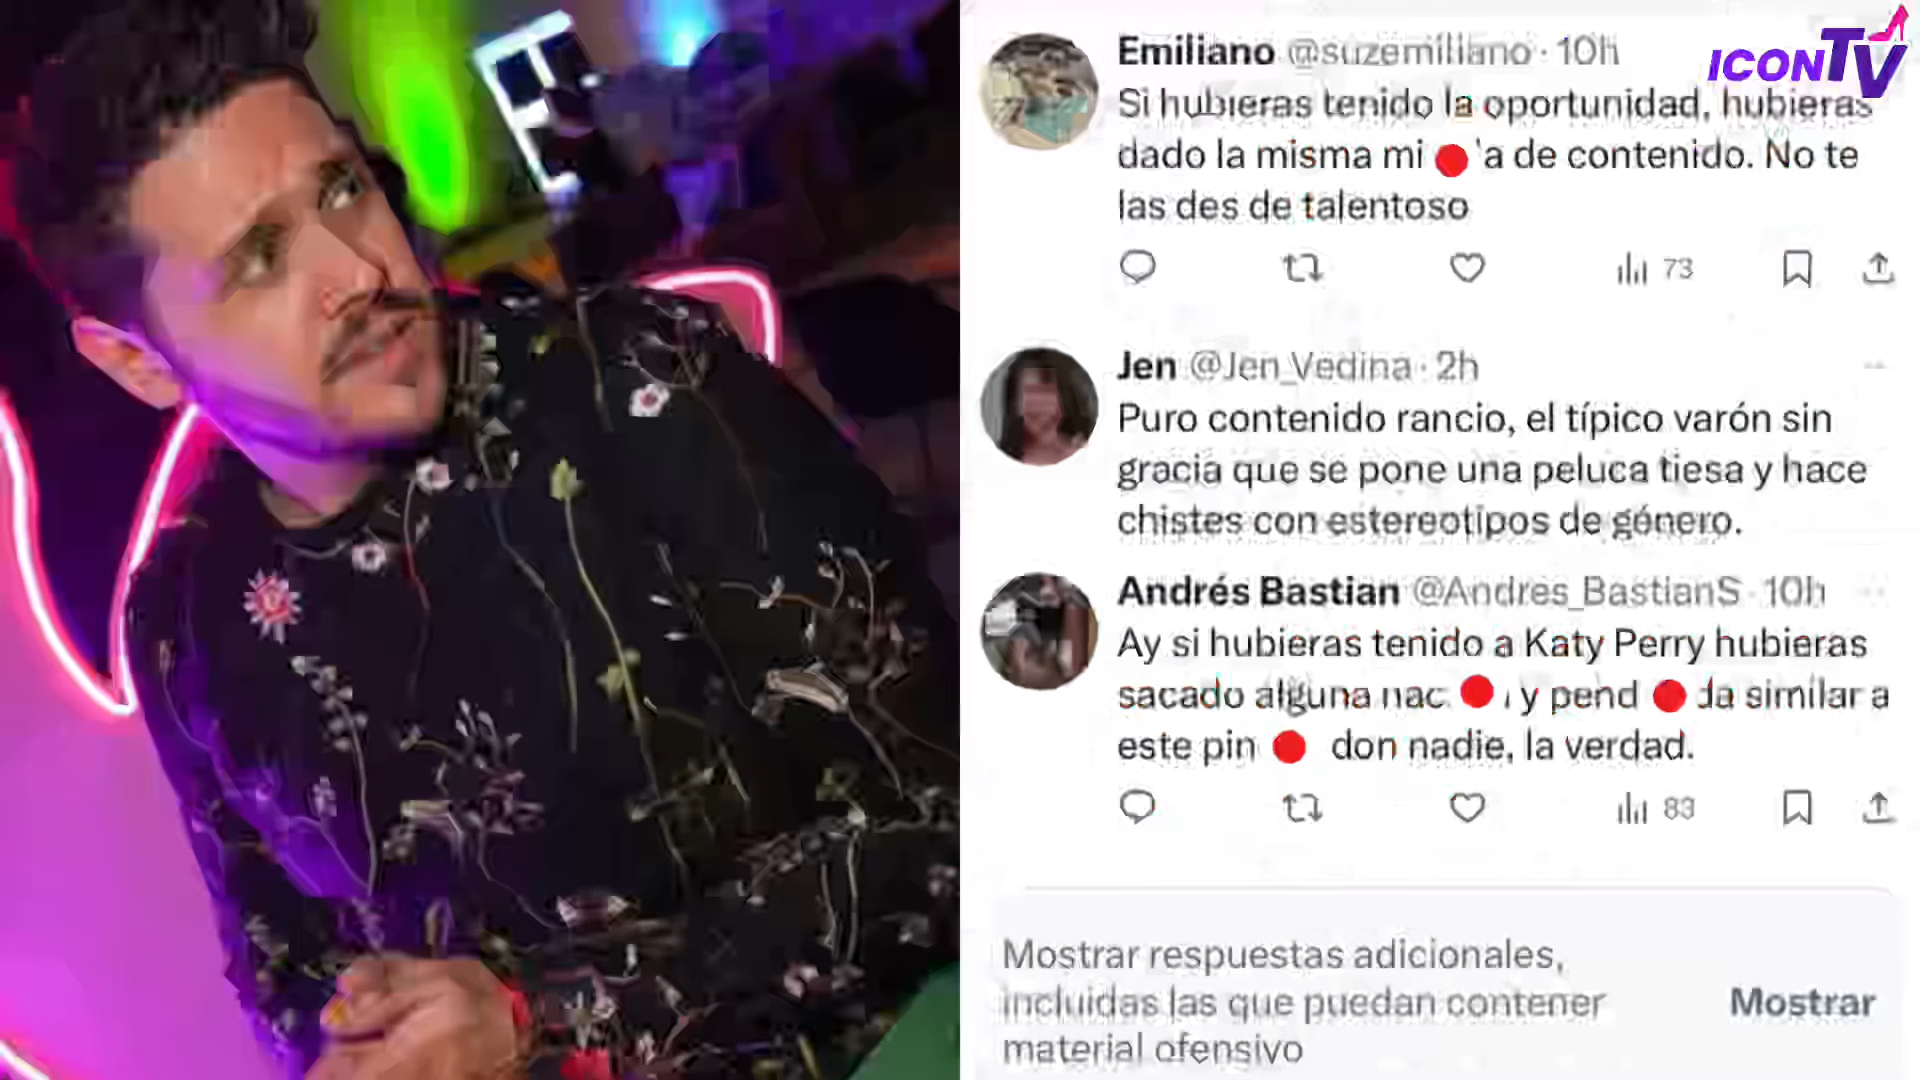 ICONTV
Emiliano @suzemiliano · 10h
Si hubieras tenido la oportunidad, hubieras
dado la misma mi 'a de contenido. No te
las des de talentoso
73
Jen @Jen_Vedina · 2h
Puro contenido rancio, el típico varón sin
gracia que se pone una peluca tiesa y hace
chistes con estereotipos de género.
Andrés Bastian @Andres_BastianS · 10h
Ay si hubieras tenido a Katy Perry hubieras
sacado alguna nac y pend da similar a
este pin don nadie, la verdad.
83
Mostrar respuestas adicionales,
incluidas las que puedan contener
material ofensivo
Mostrar